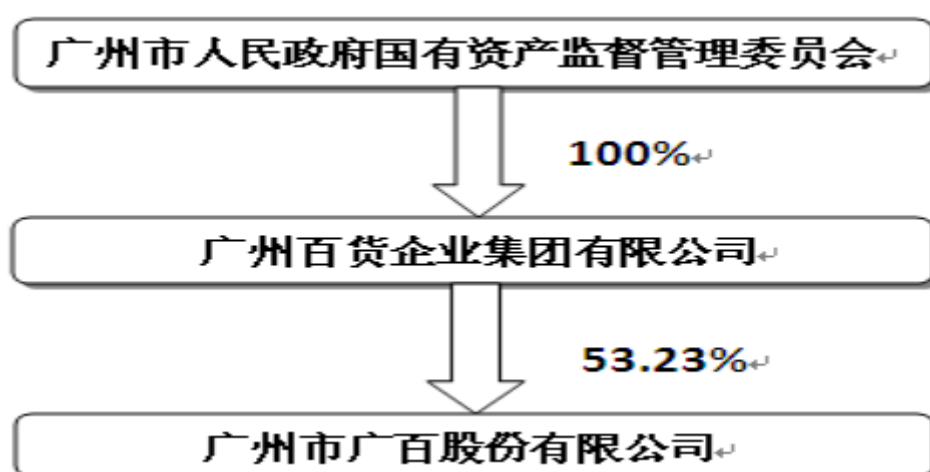 广州市人民政府国有资产监督管理委员会
100%
广州百货企业集团有限公司
53.23%
广州市广百股份有限公司